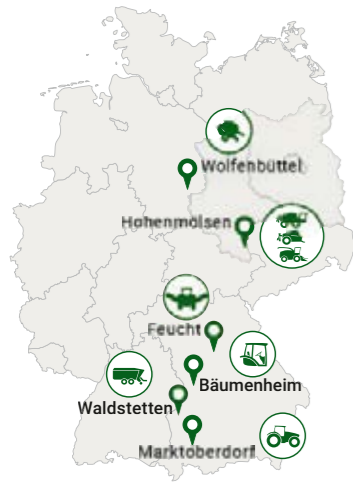 Wolfenbüttel
Hohenmölsen
Feucht
Bäumenheim
Waldstetten
Marktoberdorf